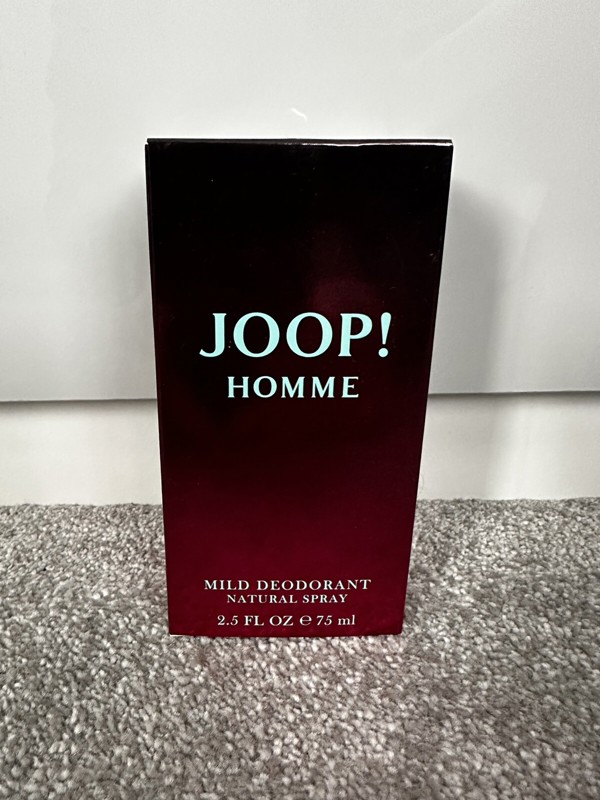 JOOP!
HOMME
MILD DEODORANT
NATURAL SPRAY
2.5 FL OZ ℮ 75 ml